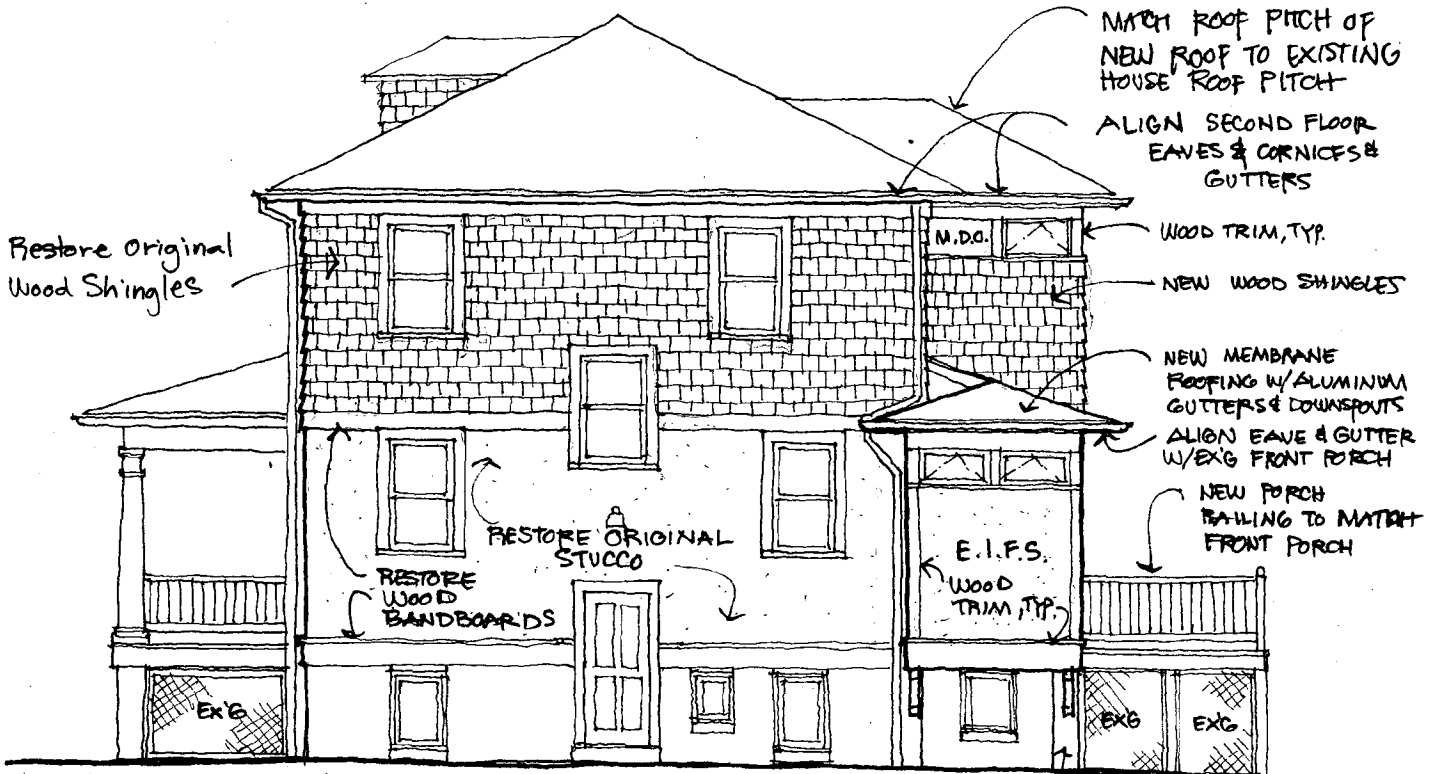 MATCH ROOF PITCH OF
NEW ROOF TO EXISTING
HOUSE ROOF PITCH
ALIGN SECOND FLOOR
EAVES & CORNICES &
GUTTERS
Restore Original
Wood Shingles
M.D.O.
WOOD TRIM, TYP.
NEW WOOD SHINGLES
NEW MEMBRANE
ROOFING W/ALUMINUM
GUTTERS & DOWNSPOUTS
ALIGN EAVE & GUTTER
W/EX'G FRONT PORCH
NEW PORCH
RAILING TO MATCH
FRONT PORCH
RESTORE ORIGINAL
STUCCO
E.I.F.S.
WOOD
TRIM, TYP.
RESTORE
WOOD
BANDBOARDS
EX'G
EX'G
EX'G